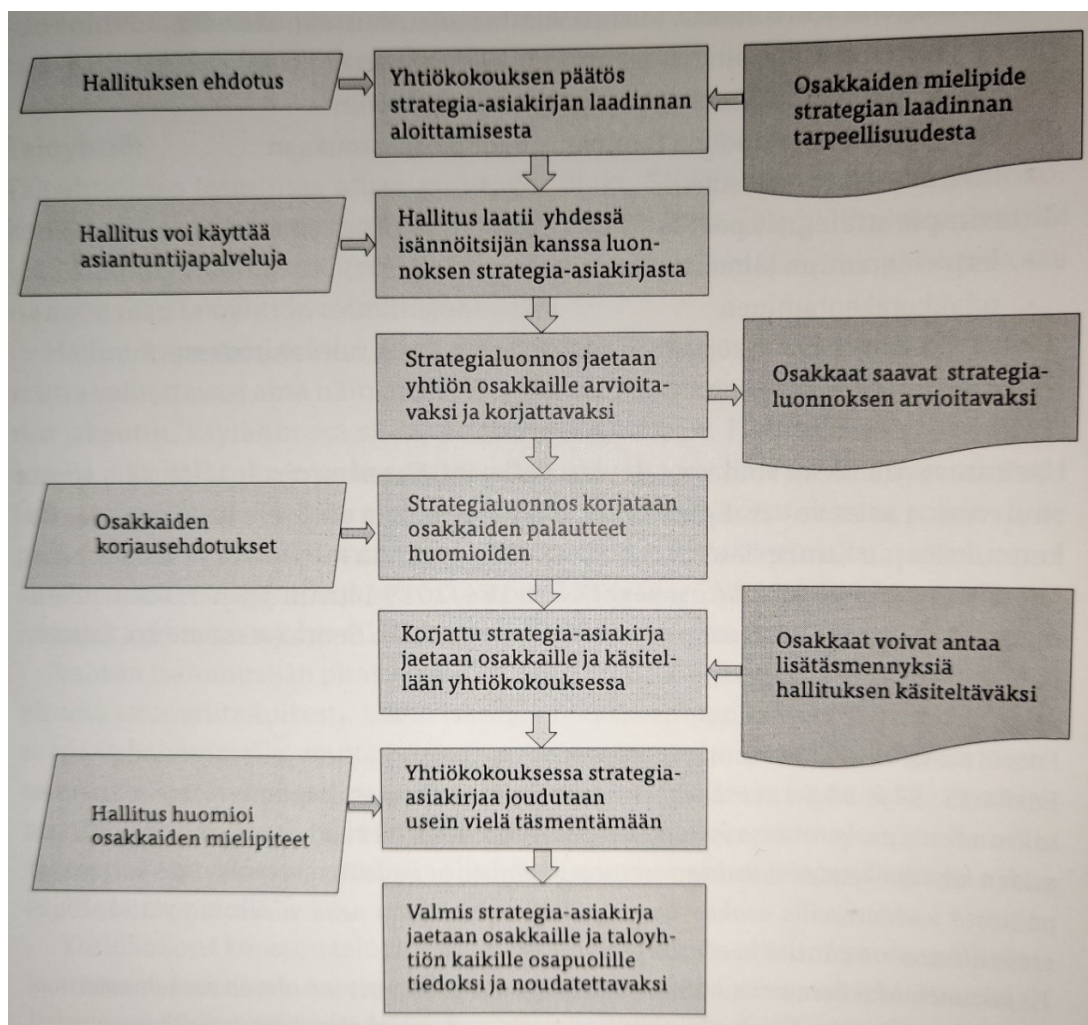 Hallituksen ehdotus
Yhtiökokouksen päätös
strategia-asiakirjan laadinnan
aloittamisesta
Osakkaiden mielipide
strategian laadinnan
tarpeellisuudesta
Hallitus voi käyttää
asiantuntijapalveluja
Hallitus laatii yhdessä
isännöitsijän kanssa luon-
noksen strategia-asiakirjasta
Strategialuonnos jaetaan
yhtiön osakkaille arvioita-
vaksi ja korjattavaksi
Osakkaat saavat strategia-
luonnoksen arvioitavaksi
Osakkaiden
korjausehdotukset
Strategialuonnos korjataan
osakkaiden palautteet
huomioiden
Korjattu strategia-asiakirja
jaetaan osakkaille ja käsitel-
lään yhtiökokouksessa
Osakkaat voivat antaa
lisätäsmennyksiä
hallituksen käsiteltäväksi
Hallitus huomioi
osakkaiden mielipiteet
Yhtiökokouksessa strategia-
asiakirjaa joudutaan
usein vielä täsmentämään
Valmis strategia-asiakirja
jaetaan osakkaille ja taloyh-
tiön kaikille osapuolille
tiedoksi ja noudatettavaksi